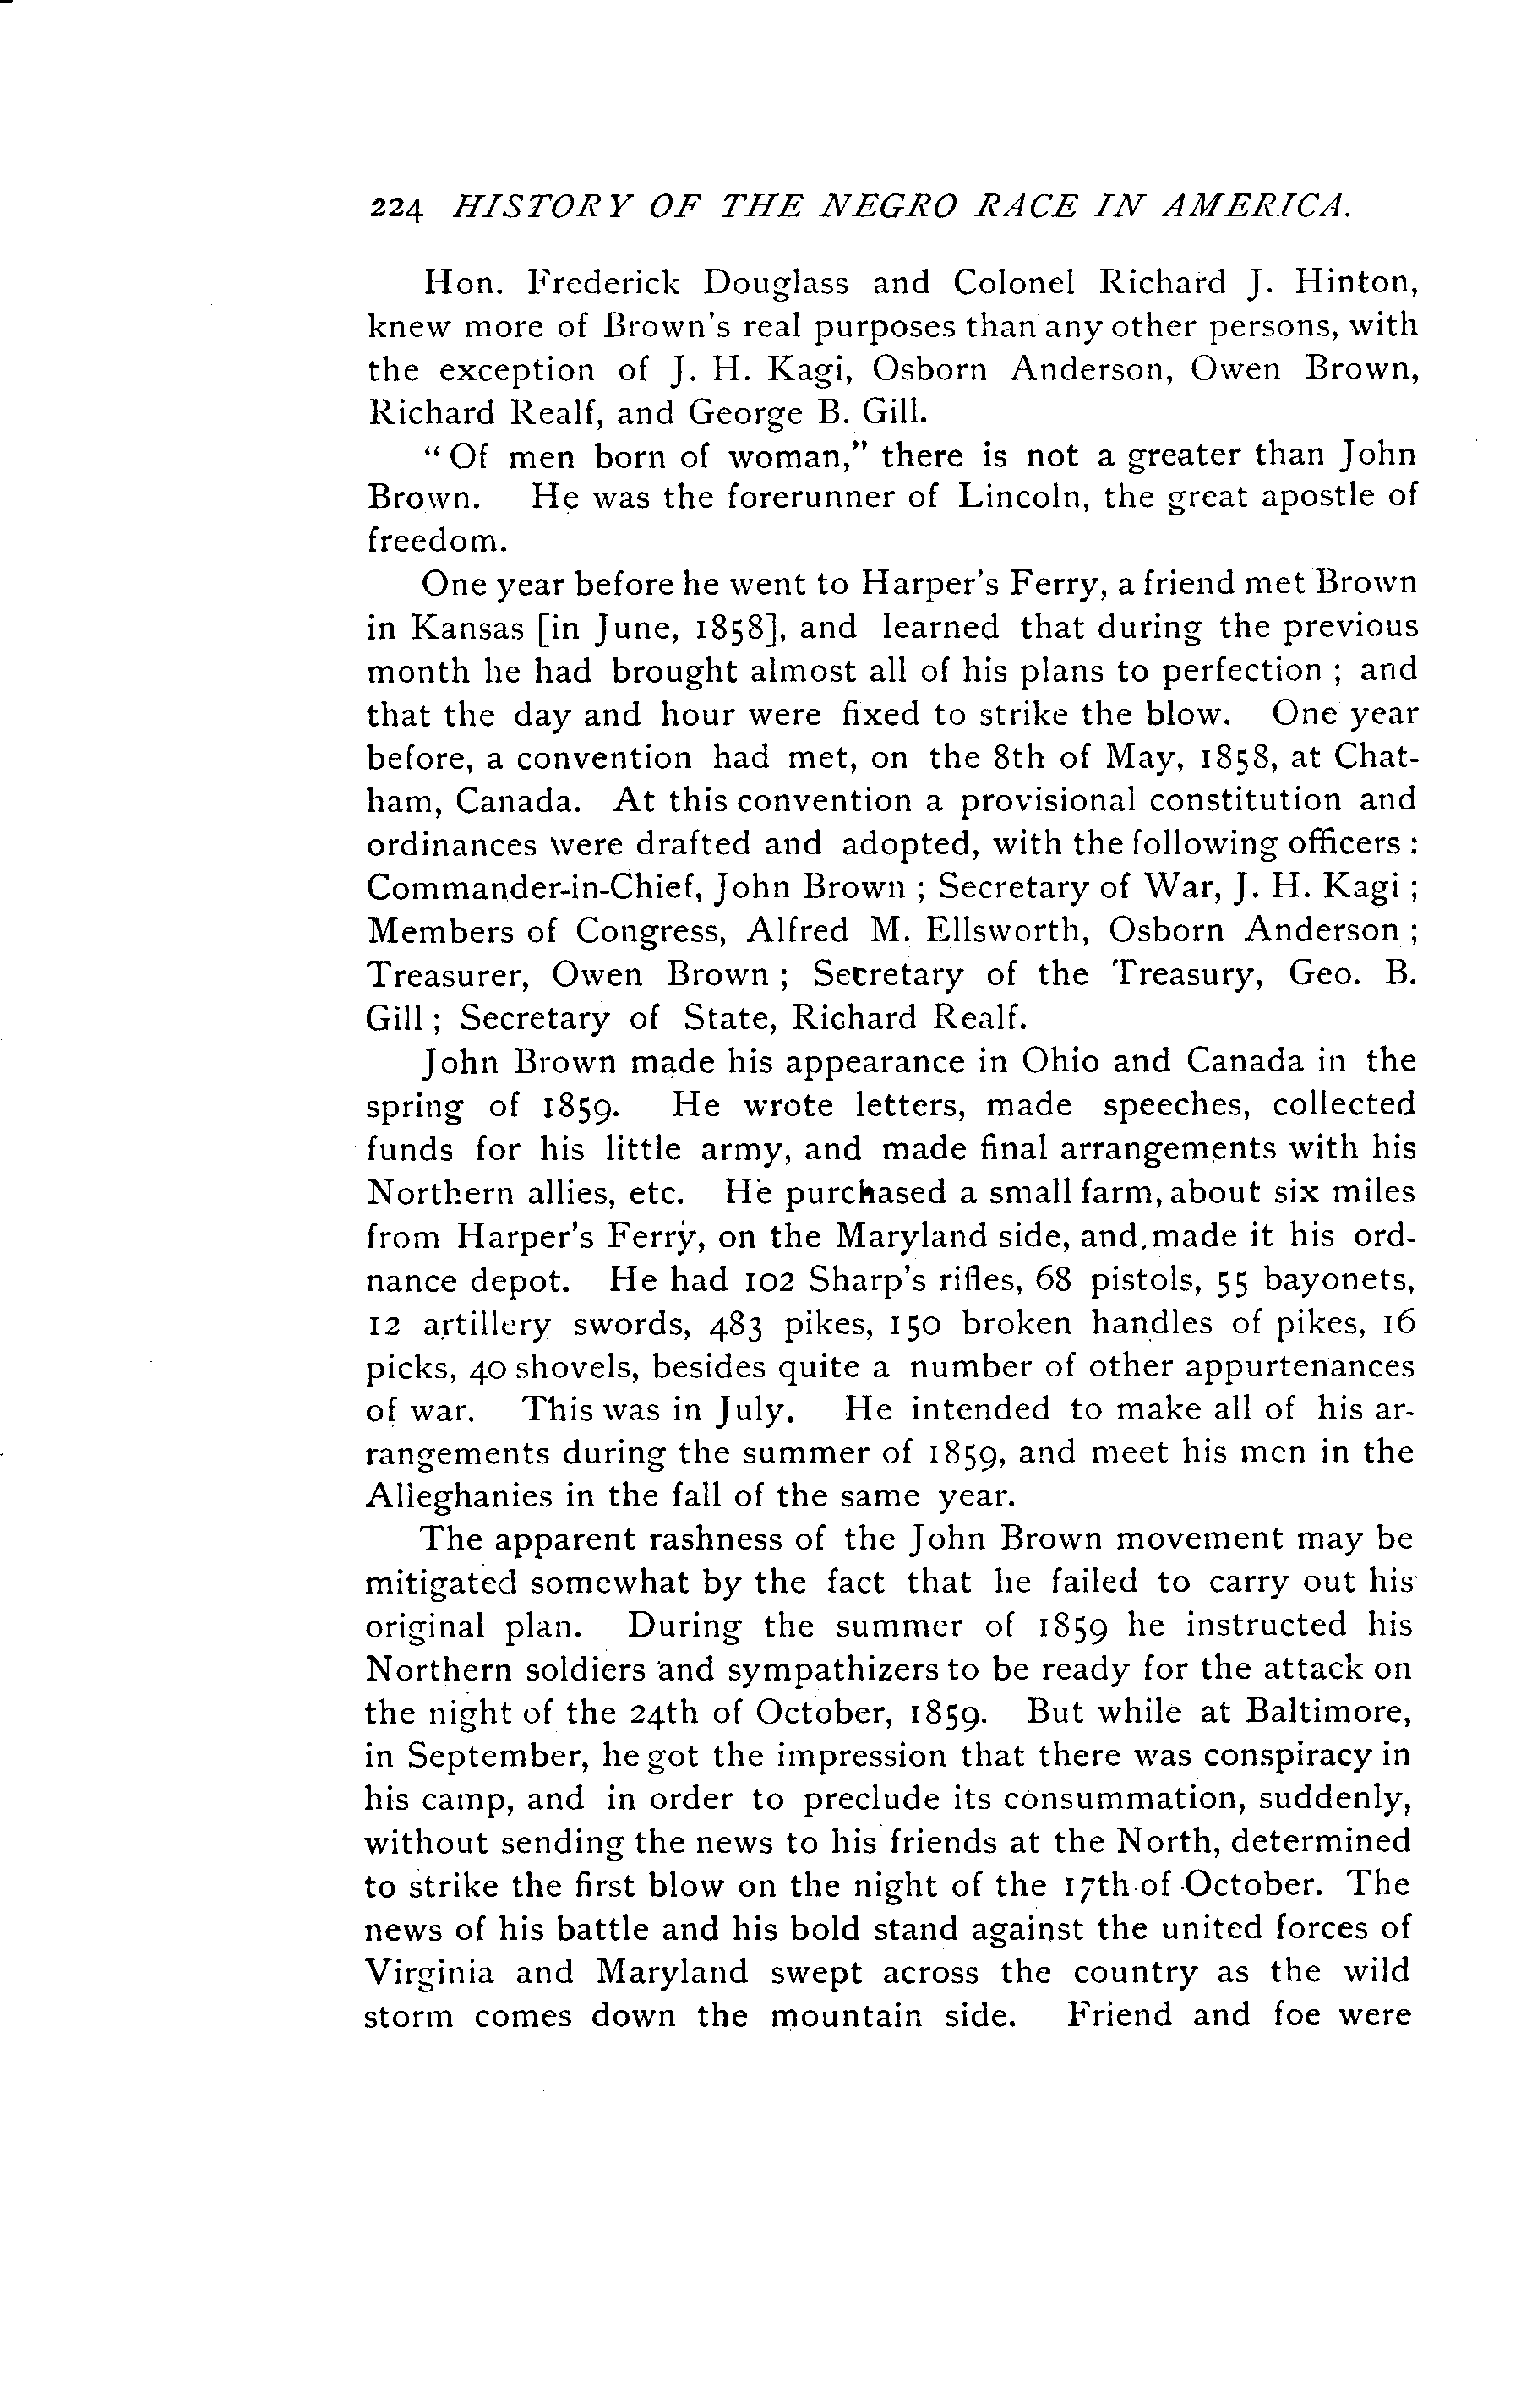 224 HISTORY OF THE NEGRO RACE IN AMERICA.
Hon. Frederick Douglass and Colonel Richard J. Hinton,
knew more of Brown's real purposes than any other persons, with
the exception of J. H. Kagi, Osborn Anderson, Owen Brown,
Richard Realf, and George B. Gill.
"Of men born of woman," there is not a greater than John
Brown. He was the forerunner of Lincoln, the great apostle of
freedom.
One year before he went to Harper's Ferry, a friend met Brown
in Kansas [in June, 1858], and learned that during the previous
month he had brought almost all of his plans to perfection ; and
that the day and hour were fixed to strike the blow. One year
before, a convention had met, on the 8th of May, 1858, at Chat-
ham, Canada. At this convention a provisional constitution and
ordinances were drafted and adopted, with the following officers :
Commander-in-Chief, John Brown ; Secretary of War, J. H. Kagi ;
Members of Congress, Alfred M. Ellsworth, Osborn Anderson ;
Treasurer, Owen Brown ; Secretary of the Treasury, Geo. B.
Gill ; Secretary of State, Richard Realf.
John Brown made his appearance in Ohio and Canada in the
spring of 1859. He wrote letters, made speeches, collected
funds for his little army, and made final arrangements with his
Northern allies, etc. He purchased a small farm, about six miles
from Harper's Ferry, on the Maryland side, and made it his ord-
nance depot. He had 102 Sharp's rifles, 68 pistols, 55 bayonets,
12 artillery swords, 483 pikes, 150 broken handles of pikes, 16
picks, 40 shovels, besides quite a number of other appurtenances
of war. This was in July. He intended to make all of his ar-
rangements during the summer of 1859, and meet his men in the
Alleghanies in the fall of the same year.
The apparent rashness of the John Brown movement may be
mitigated somewhat by the fact that he failed to carry out his
original plan. During the summer of 1859 he instructed his
Northern soldiers and sympathizers to be ready for the attack on
the night of the 24th of October, 1859. But while at Baltimore,
in September, he got the impression that there was conspiracy in
his camp, and in order to preclude its consummation, suddenly,
without sending the news to his friends at the North, determined
to strike the first blow on the night of the 17th of October. The
news of his battle and his bold stand against the united forces of
Virginia and Maryland swept across the country as the wild
storm comes down the mountain side. Friend and foe were